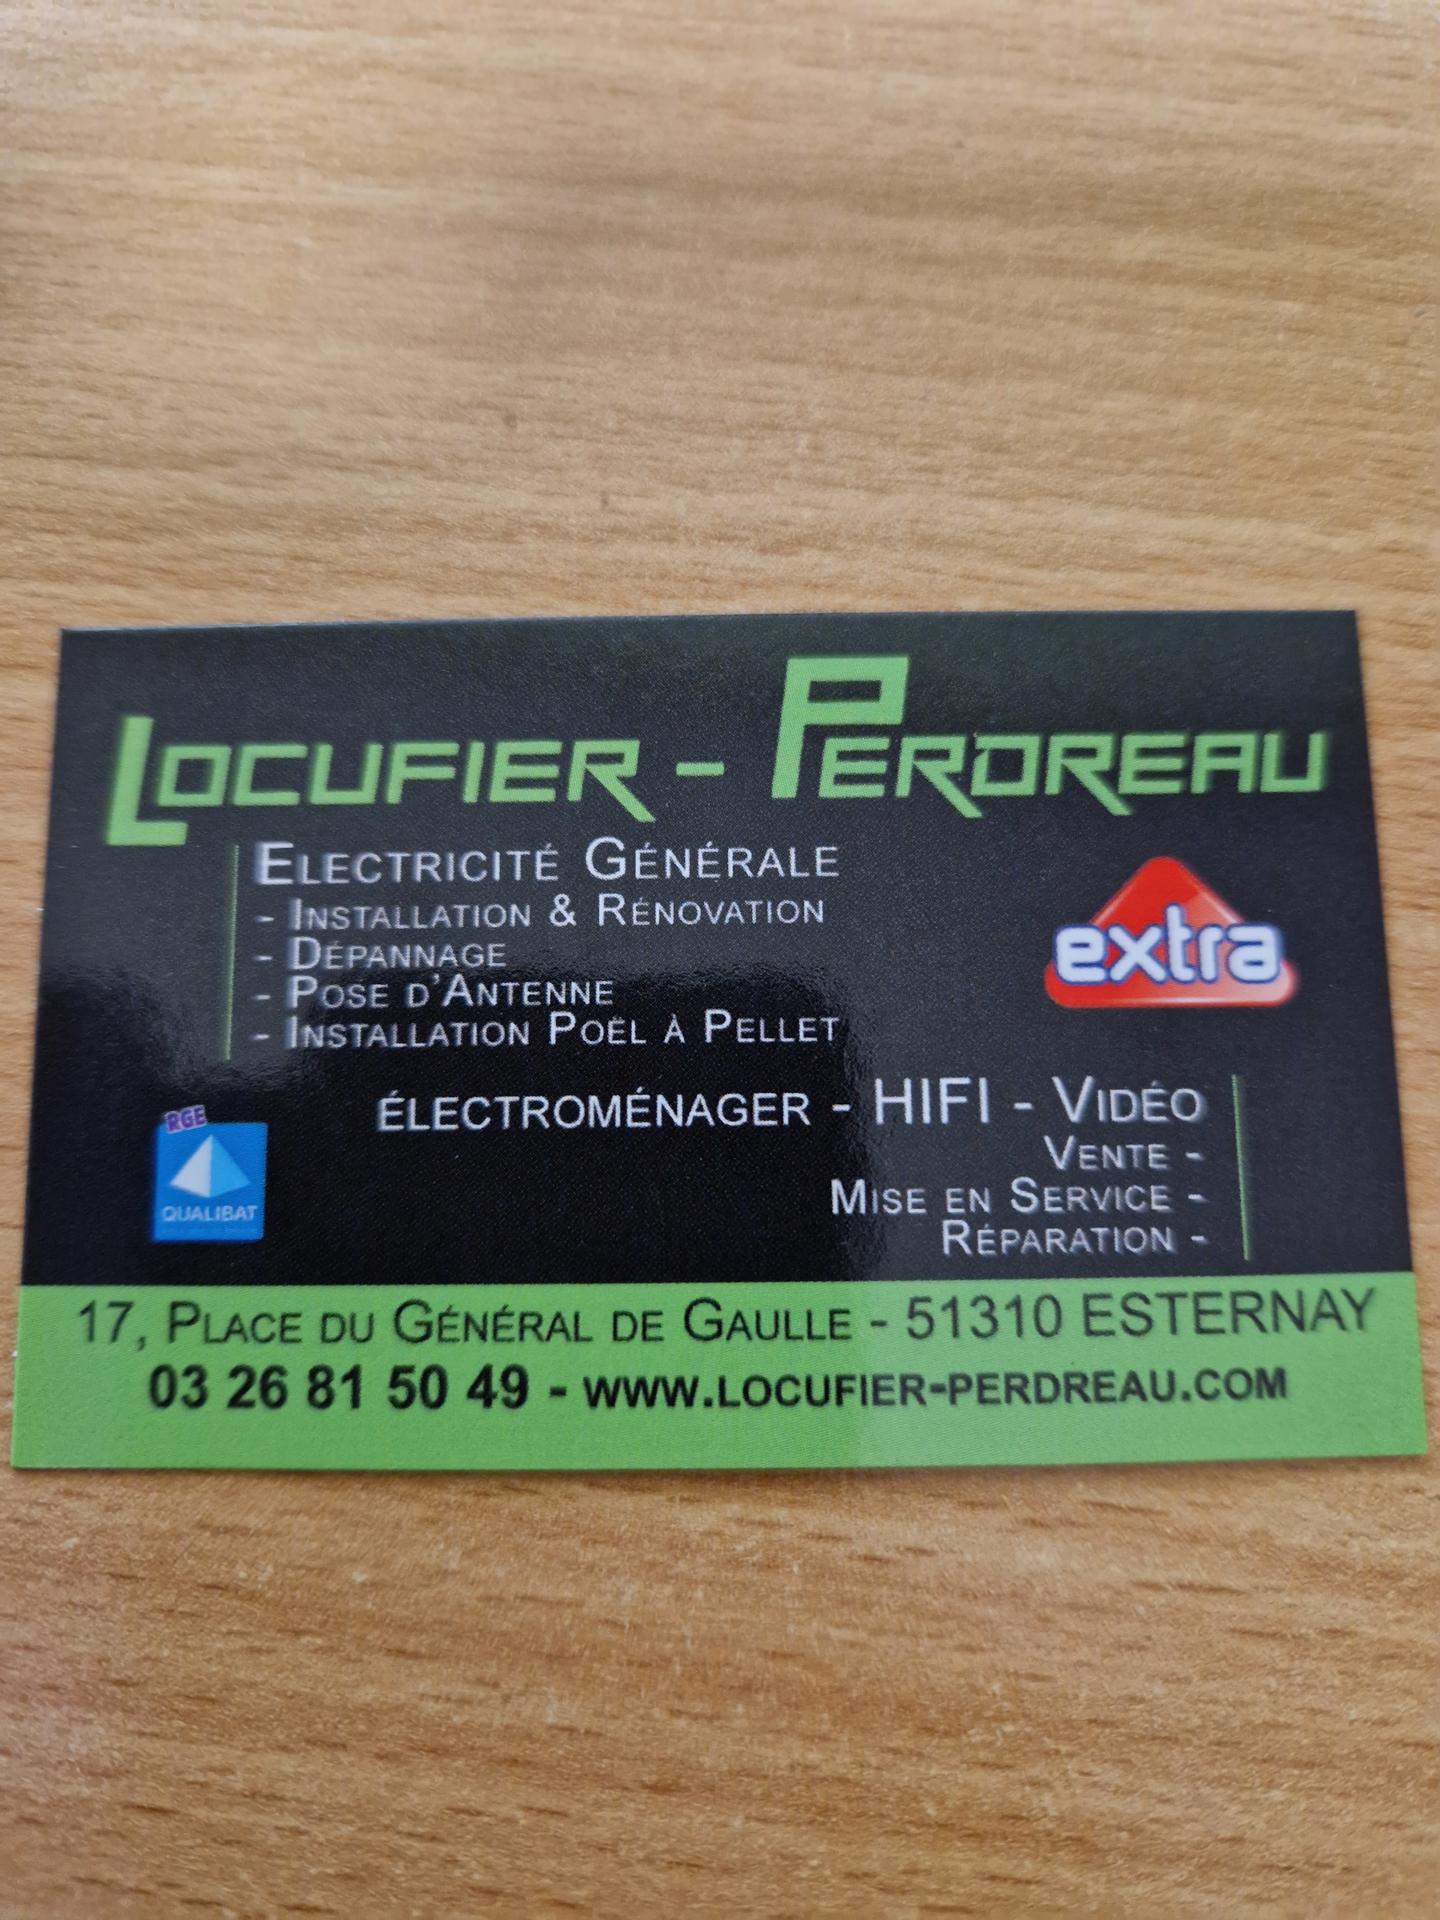 LOCUFIER - PERDREAU
ELECTRICITÉ GÉNÉRALE
- INSTALLATION & RÉNOVATION
- DÉPANNAGE
- POSE D'ANTENNE
- INSTALLATION POËL À PELLET
extra
ÉLECTROMÉNAGER - HIFI - VIDÉO
VENTE -
MISE EN SERVICE -
RÉPARATION -
RGE
QUALIBAT
17, PLACE DU GÉNÉRAL DE GAULLE - 51310 ESTERNAY
03 26 81 50 49 - WWW.LOCUFIER-PERDREAU.COM